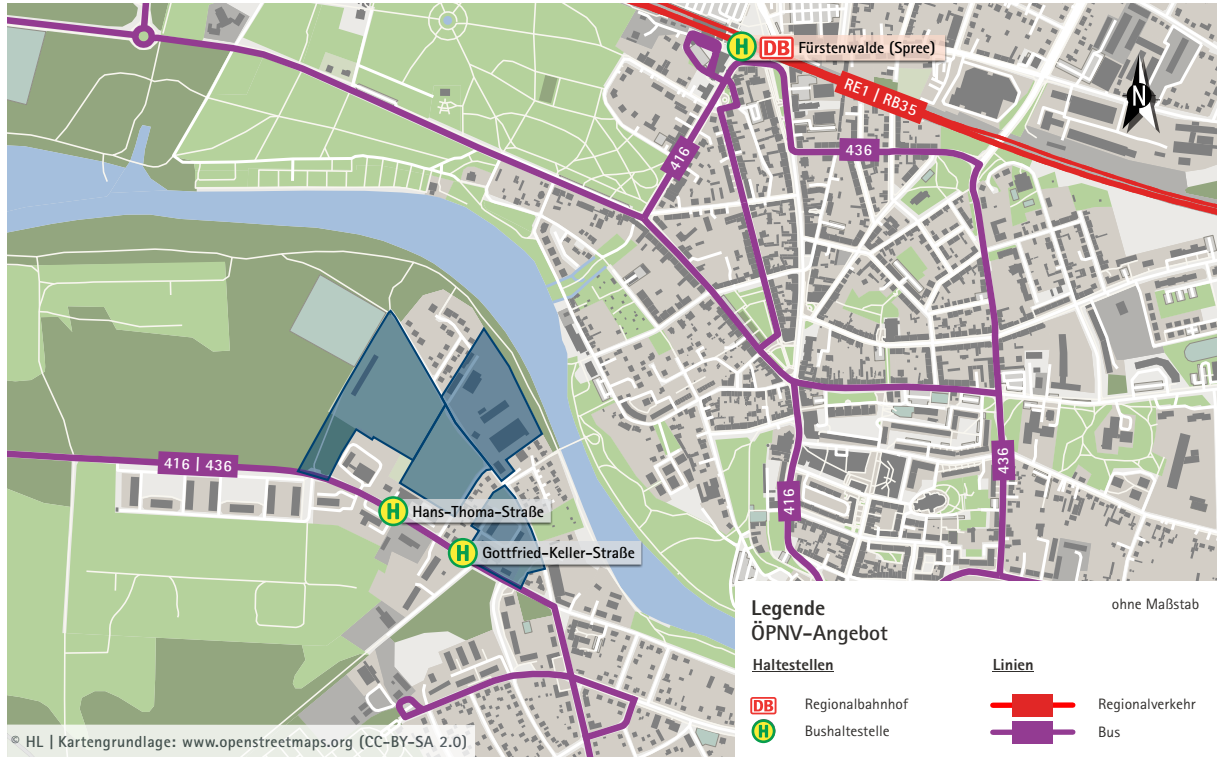 H DB Fürstenwalde (Spree)
RE1 | RB35
N
416
436
416 | 436
436
416
H Hans-Thoma-Straße
H Gottfried-Keller-Straße
Legende
ÖPNV-Angebot
ohne Maßstab
Haltestellen
Linien
DB Regionalbahnhof
Regionalverkehr
H Bushaltestelle
Bus
© HL | Kartengrundlage: www.openstreetmaps.org (CC-BY-SA 2.0)